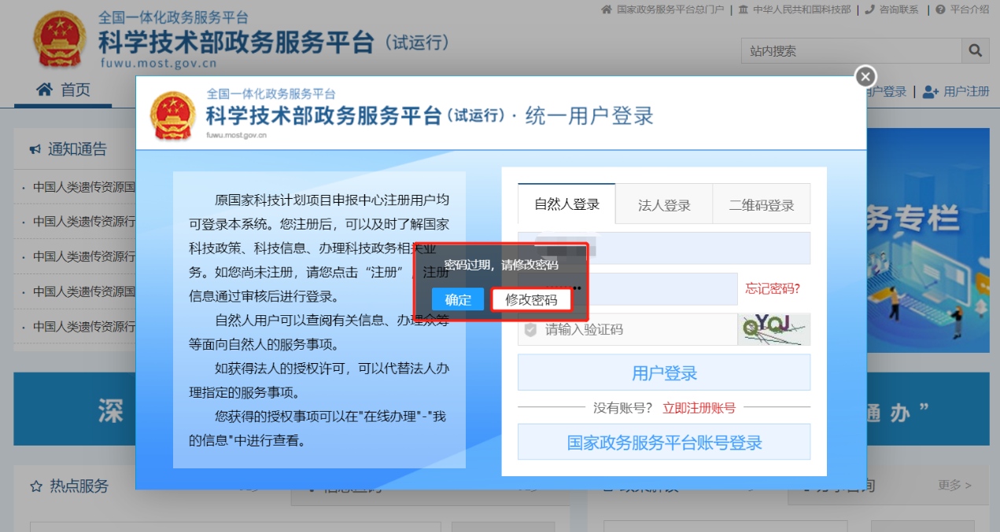 全国一体化政务服务平台
科学技术部政务服务平台（试运行）
fuwu.most.gov.cn
国家政务服务平台总门户 | 中华人民共和国科技部 | 咨询联系 | 平台介绍
站内搜索
首页
户登录 | 用户注册
全国一体化政务服务平台
科学技术部政务服务平台(试运行) · 统一用户登录
fuwu.most.gov.cn
通知通告
· 中国人类遗传资源国
· 中国人类遗传资源行
· 中国人类遗传资源行
· 中国人类遗传资源国
· 中国人类遗传资源行
原国家科技计划项目申报中心注册用户均
可登录本系统。您注册后，可以及时了解国家
科技政策、科技信息、办理科技政务相关业
务。如您尚未注册，请您点击“注册”，注册
信息通过审核后进行登录。
自然人用户可以查阅有关信息、办理众筹
等面向自然人的服务事项。
如获得法人的授权许可，可以代替法人办
理指定的服务事项。
您获得的授权事项可以在"在线办理"-"我
的信息"中进行查看。
自然人登录
法人登录
二维码登录
密码过期，请修改密码
确定
修改密码
忘记密码?
请输入验证码
QYQJ
用户登录
没有账号? 立即注册账号
国家政务服务平台账号登录
务专栏
深
通办”
热点服务
更多 >